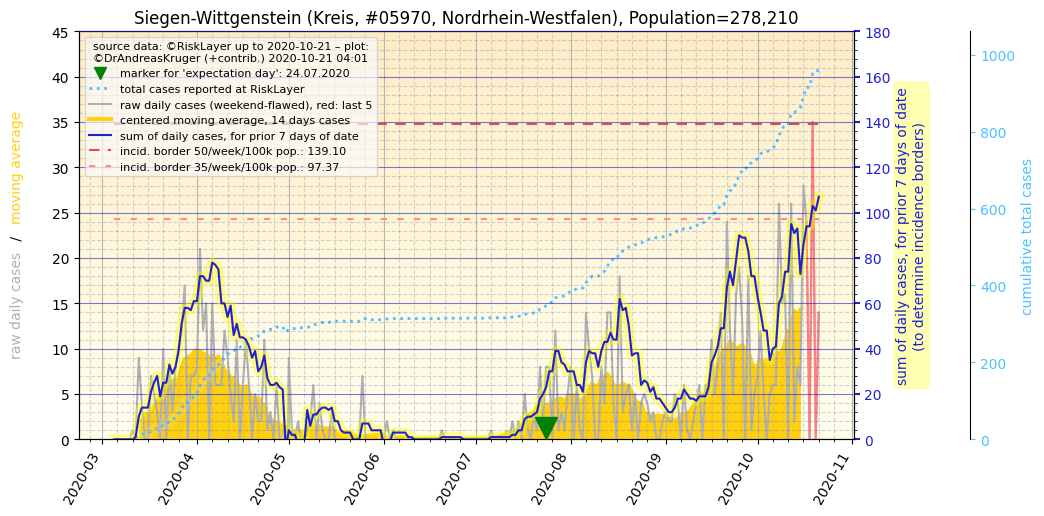 Siegen-Wittgenstein (Kreis, #05970, Nordrhein-Westfalen), Population=278,210
source data: ©RiskLayer up to 2020-10-21 – plot:
©DrAndreasKruger (+contrib.) 2020-10-21 04:01
marker for 'expectation day': 24.07.2020
total cases reported at RiskLayer
raw daily cases (weekend-flawed), red: last 5
centered moving average, 14 days cases
sum of daily cases, for prior 7 days of date
incid. border 50/week/100k pop.: 139.10
incid. border 35/week/100k pop.: 97.37
raw daily cases / moving average
45
40
35
30
25
20
15
10
5
0
180
160
140
120
100
80
60
40
20
0
sum of daily cases, for prior 7 days of date
(to determine incidence borders)
1000
800
600
400
200
0
cumulative total cases
2020-03
2020-04
2020-05
2020-06
2020-07
2020-08
2020-09
2020-10
2020-11